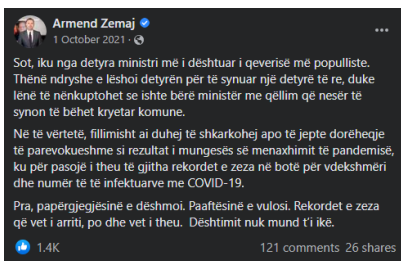 Armend Zemaj
1 October 2021 ·
Sot, iku nga detyra ministri më i dështuar i qeverisë më populliste.
Thënë ndryshe e lëshoi detyrën për të synuar një detyrë të re, duke
lënë të nënkuptohet se ishte bërë ministër me qëllim që nesër të
synon të bëhet kryetar komune.
Në të vërtetë, fillimisht ai duhej të shkarkohej apo të jepte dorëheqje
të parevokueshme si rezultat i mungesës së menaxhimit të pandemisë,
ku për pasojë i theu të gjitha rekordet e zeza në botë për vdekshmëri
dhe numër të të infektuarve me COVID-19.
Pra, papërgjegjësinë e dëshmoi. Paaftësinë e vulosi. Rekordet e zeza
që vet i arriti, po dhe vet i theu. Dështimit nuk mund t'i ikë.
1.4K 121 comments 26 shares